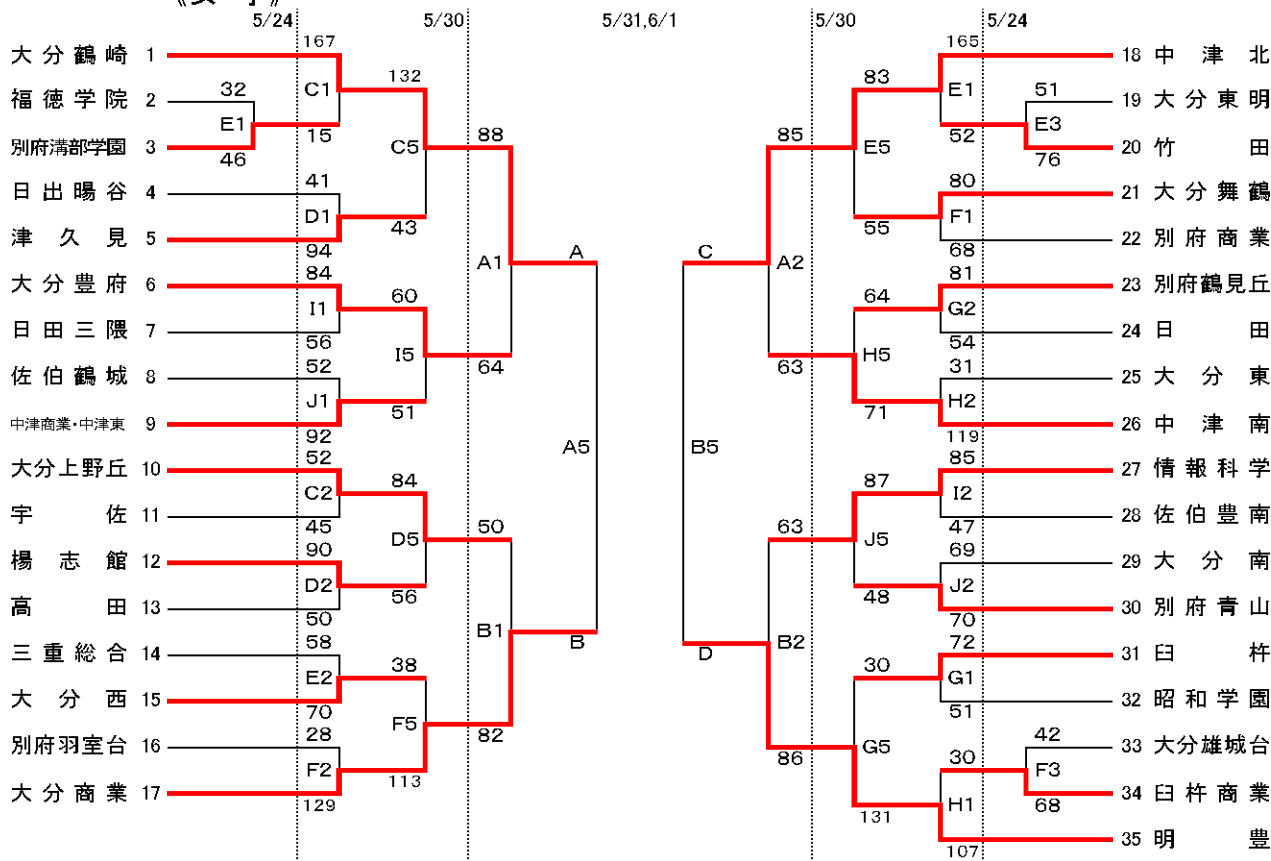 5/24 5/30 5/31,6/1 5/30 5/24
大分鶴崎 1
福徳学院 2
別府溝部学園 3
日出暘谷 4
津久見 5
大分豊府 6
日田三隈 7
佐伯鶴城 8
中津商業・中津東 9
大分上野丘 10
宇佐 11
楊志館 12
高田 13
三重総合 14
大分西 15
別府羽室台 16
大分商業 17
32
E1
46
167
C1
15
41
D1
94
84
I1
56
52
J1
92
52
C2
45
90
D2
50
58
E2
70
28
F2
129
132
C5
43
60
I5
51
84
D5
56
38
F5
113
88
A1
64
50
B1
82
A
A5
B
C
B5
D
85
A2
63
63
B2
86
83
E5
55
64
H5
71
87
J5
48
30
G5
131
165
E1
52
80
F1
68
81
G2
54
31
H2
119
85
I2
47
69
J2
70
72
G1
51
30
H1
107
51
E3
76
42
F3
68
18 中津北
19 大分東明
20 竹田
21 大分舞鶴
22 別府商業
23 別府鶴見丘
24 日田
25 大分東
26 中津南
27 情報科学
28 佐伯豊南
29 大分南
30 別府青山
31 臼杵
32 昭和学園
33 大分雄城台
34 臼杵商業
35 明豊